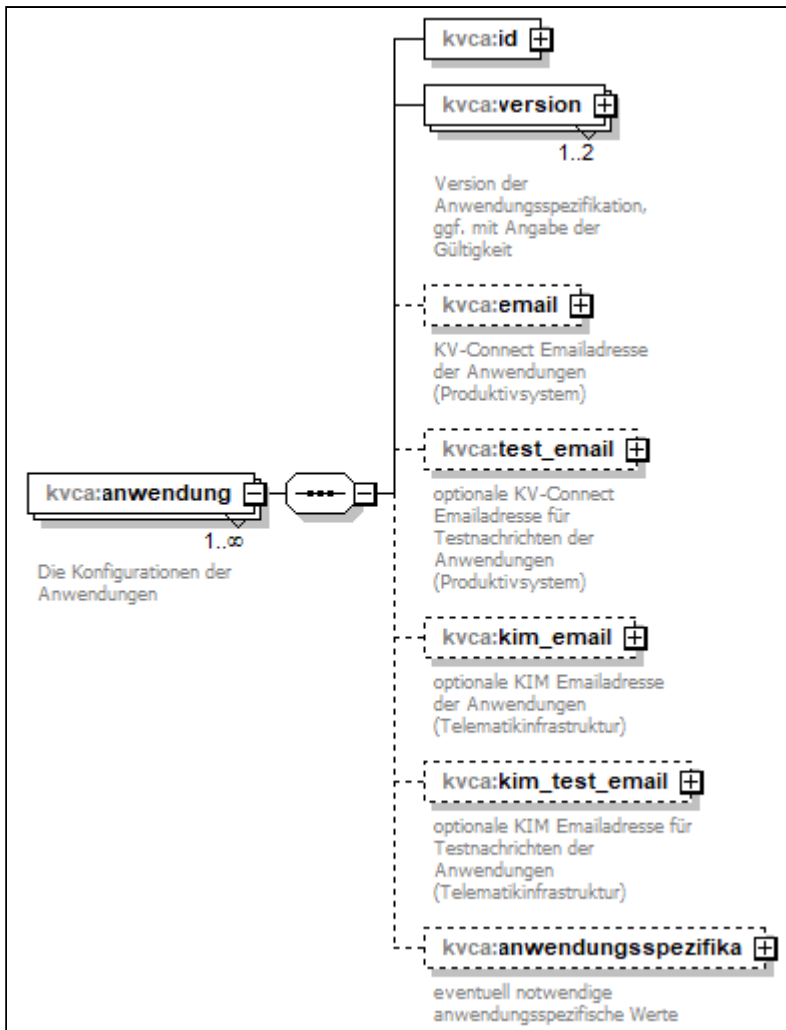 kvca:id
kvca:version
1..2
Version der
Anwendungsspezifikation,
ggf. mit Angabe der
Gültigkeit
kvca:email
KV-Connect Emailadresse
der Anwendungen
(Produktivsystem)
kvca:test_email
optionale KV-Connect
Emailadresse für
Testnachrichten der
Anwendungen
(Produktivsystem)
kvca:anwendung
1..∞
Die Konfigurationen der
Anwendungen
kvca:kim_email
optionale KIM Emailadresse
der Anwendungen
(Telematikinfrastruktur)
kvca:kim_test_email
optionale KIM Emailadresse für
Testnachrichten der
Anwendungen
(Telematikinfrastruktur)
kvca:anwendungsspezifika
eventuell notwendige
anwendungsspezifische Werte